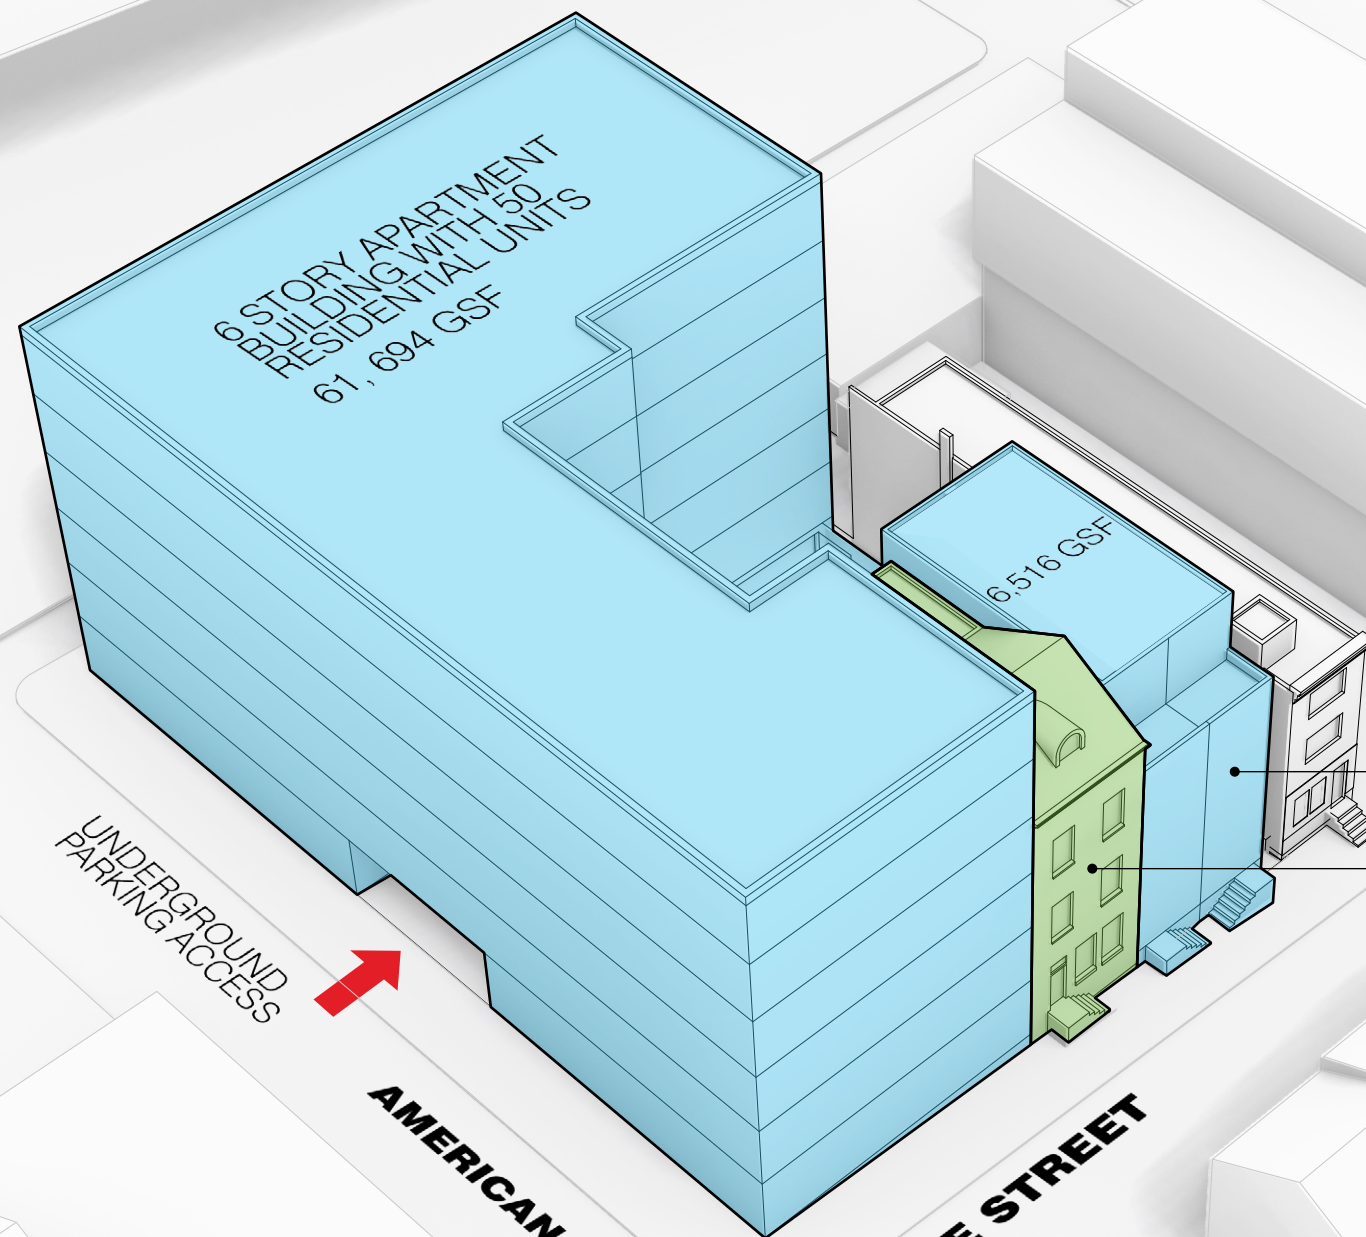 6 STORY APARTMENT
BUILDING WITH 50
RESIDENTIAL UNITS
61, 694 GSF
6,516 GSF
UNDERGROUND
PARKING ACCESS
AMERICAN
E STREET